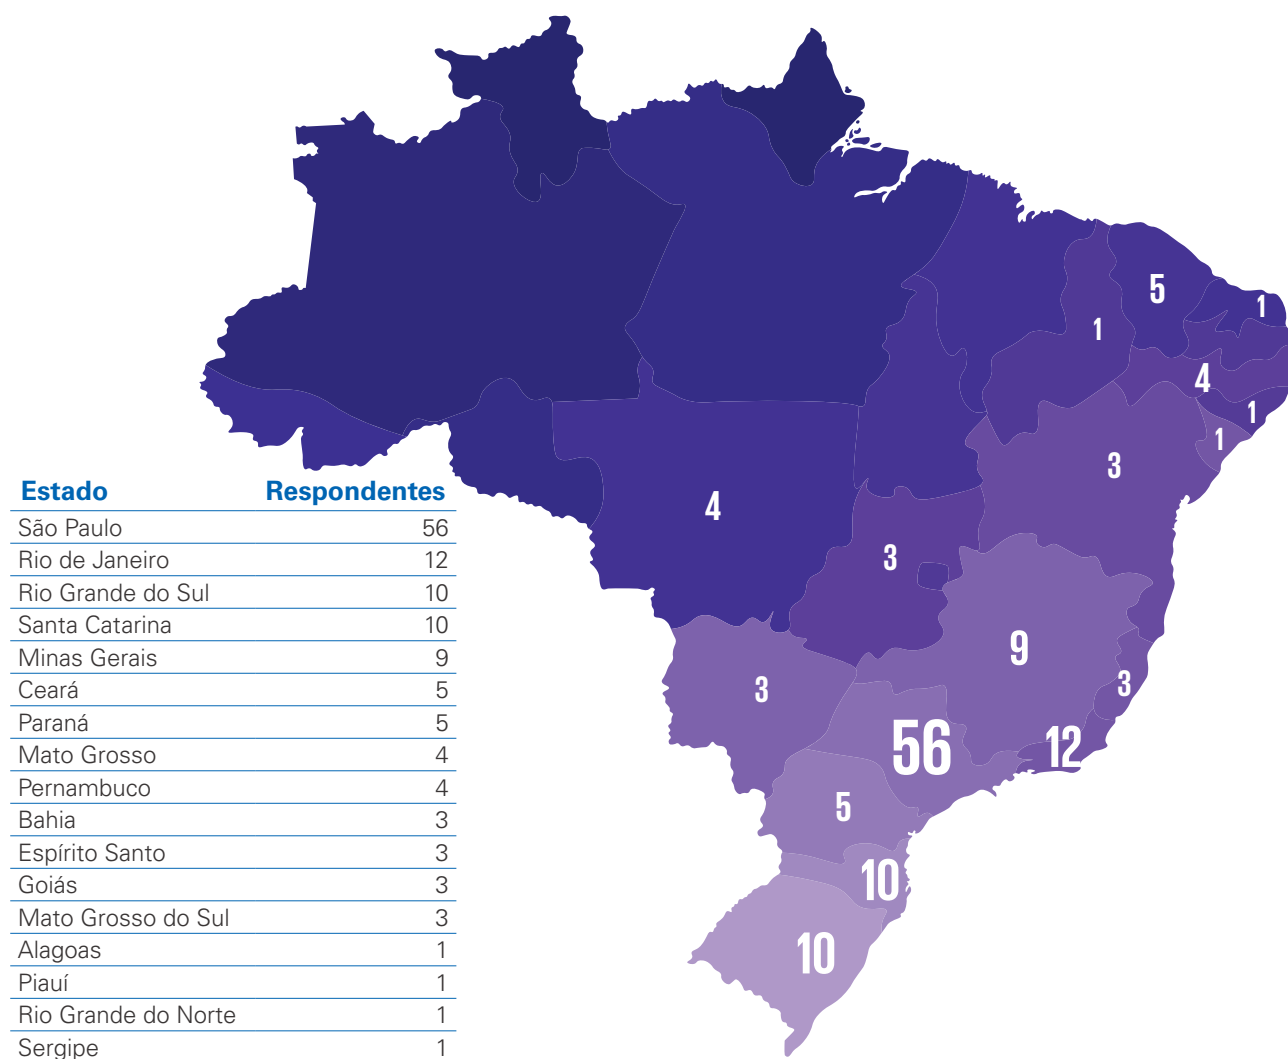 5
1
1
4
1
1
3
4
3
9
3
3
56
12
5
10
10
Estado Respondentes
São Paulo 56
Rio de Janeiro 12
Rio Grande do Sul 10
Santa Catarina 10
Minas Gerais 9
Ceará 5
Paraná 5
Mato Grosso 4
Pernambuco 4
Bahia 3
Espírito Santo 3
Goiás 3
Mato Grosso do Sul 3
Alagoas 1
Piauí 1
Rio Grande do Norte 1
Sergipe 1